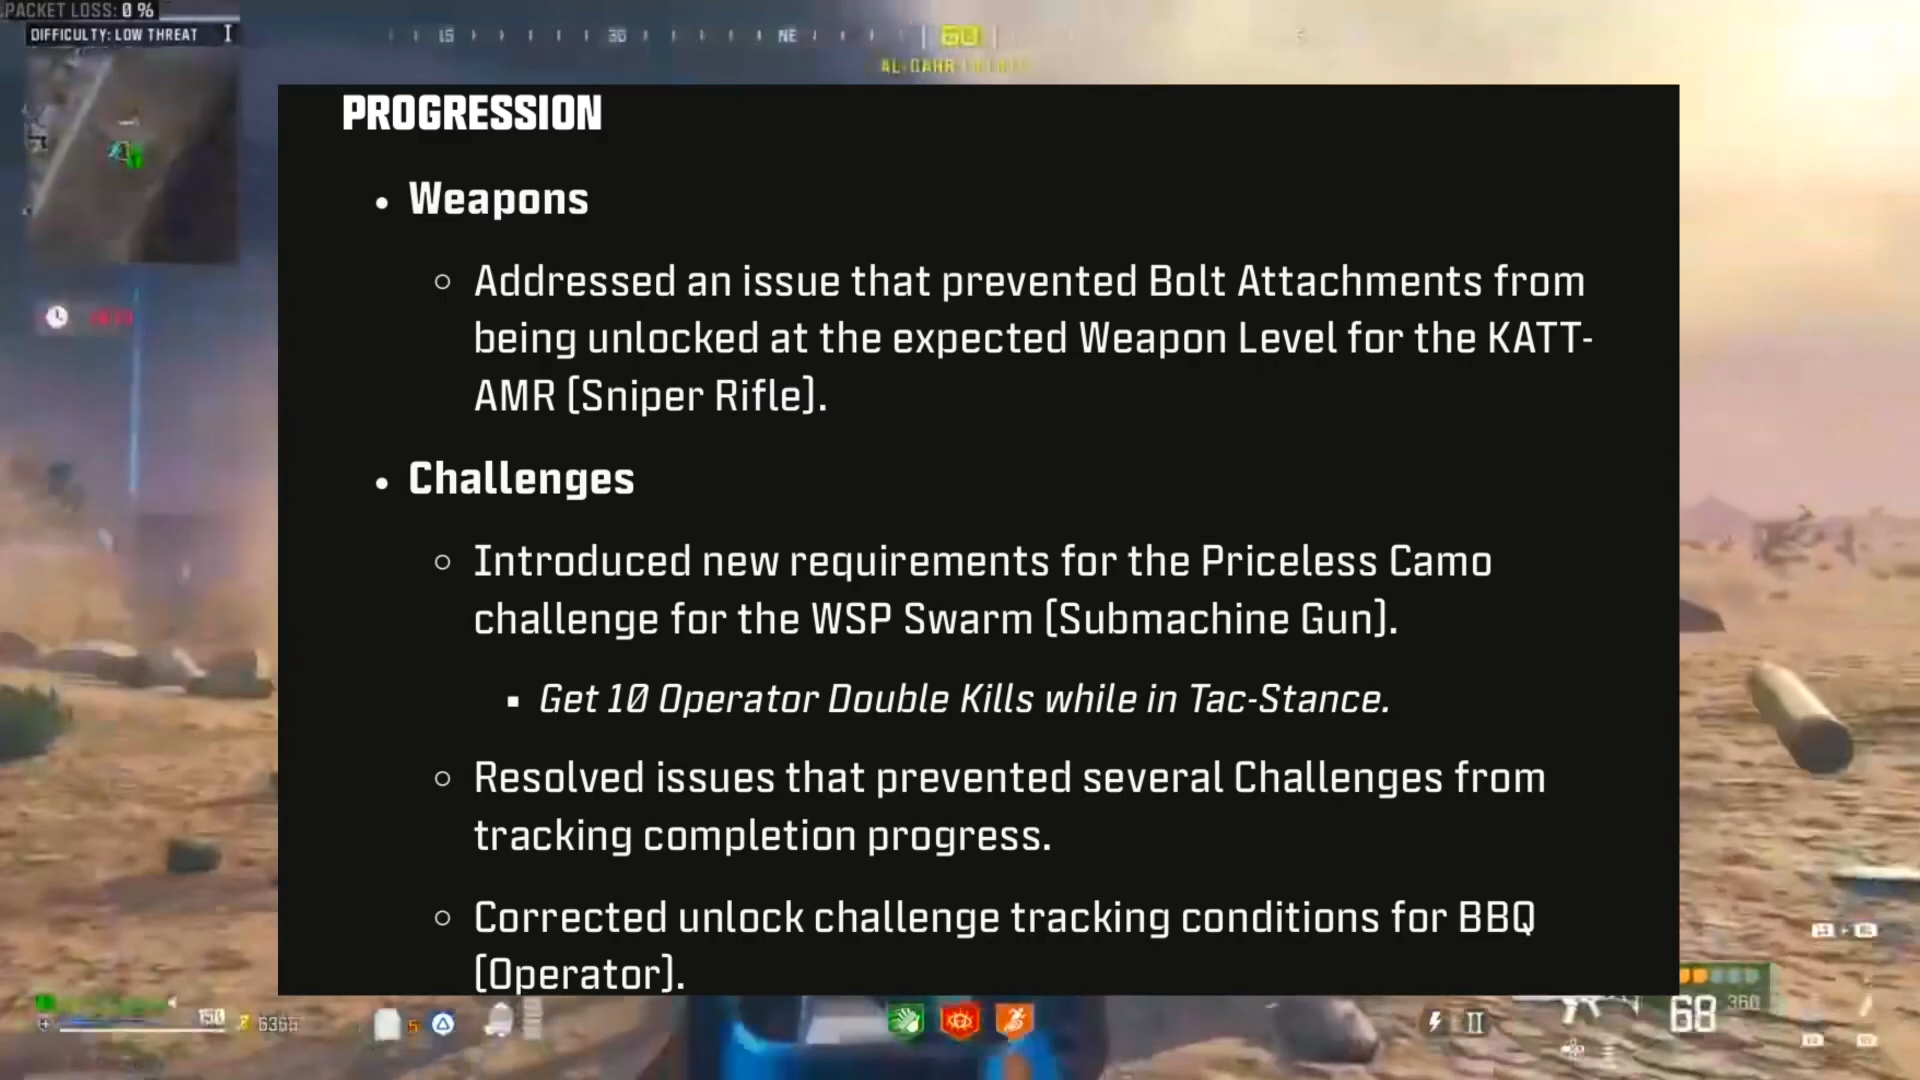 PACKET LOSS: 0 %
DIFFICULTY: LOW THREAT I
15 30 NE 60
PROGRESSION
• Weapons
○ Addressed an issue that prevented Bolt Attachments from
being unlocked at the expected Weapon Level for the KATT-
AMR [Sniper Rifle].
• Challenges
○ Introduced new requirements for the Priceless Camo
challenge for the WSP Swarm [Submachine Gun].
▪ Get 10 Operator Double Kills while in Tac-Stance.
○ Resolved issues that prevented several Challenges from
tracking completion progress.
○ Corrected unlock challenge tracking conditions for BBQ
[Operator].
150
5
II
68 360